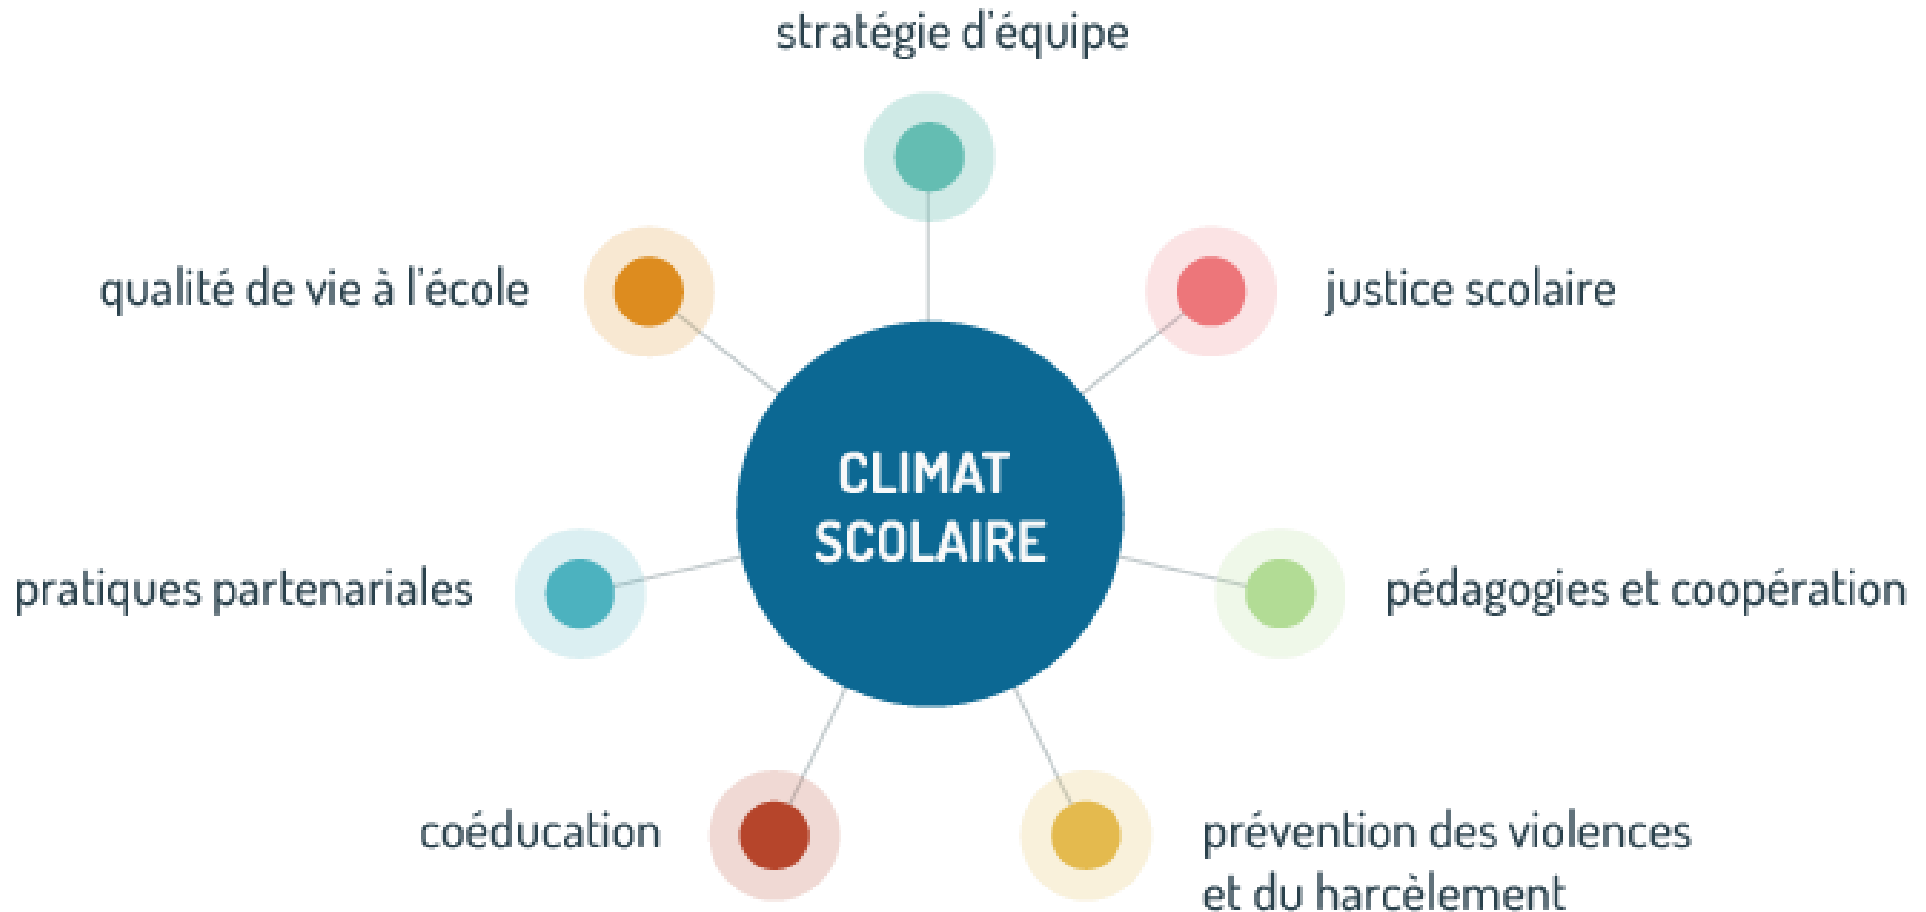 stratégie d'équipe
qualité de vie à l'école
justice scolaire
CLIMAT
SCOLAIRE
pratiques partenariales
pédagogies et coopération
coéducation
prévention des violences
et du harcèlement